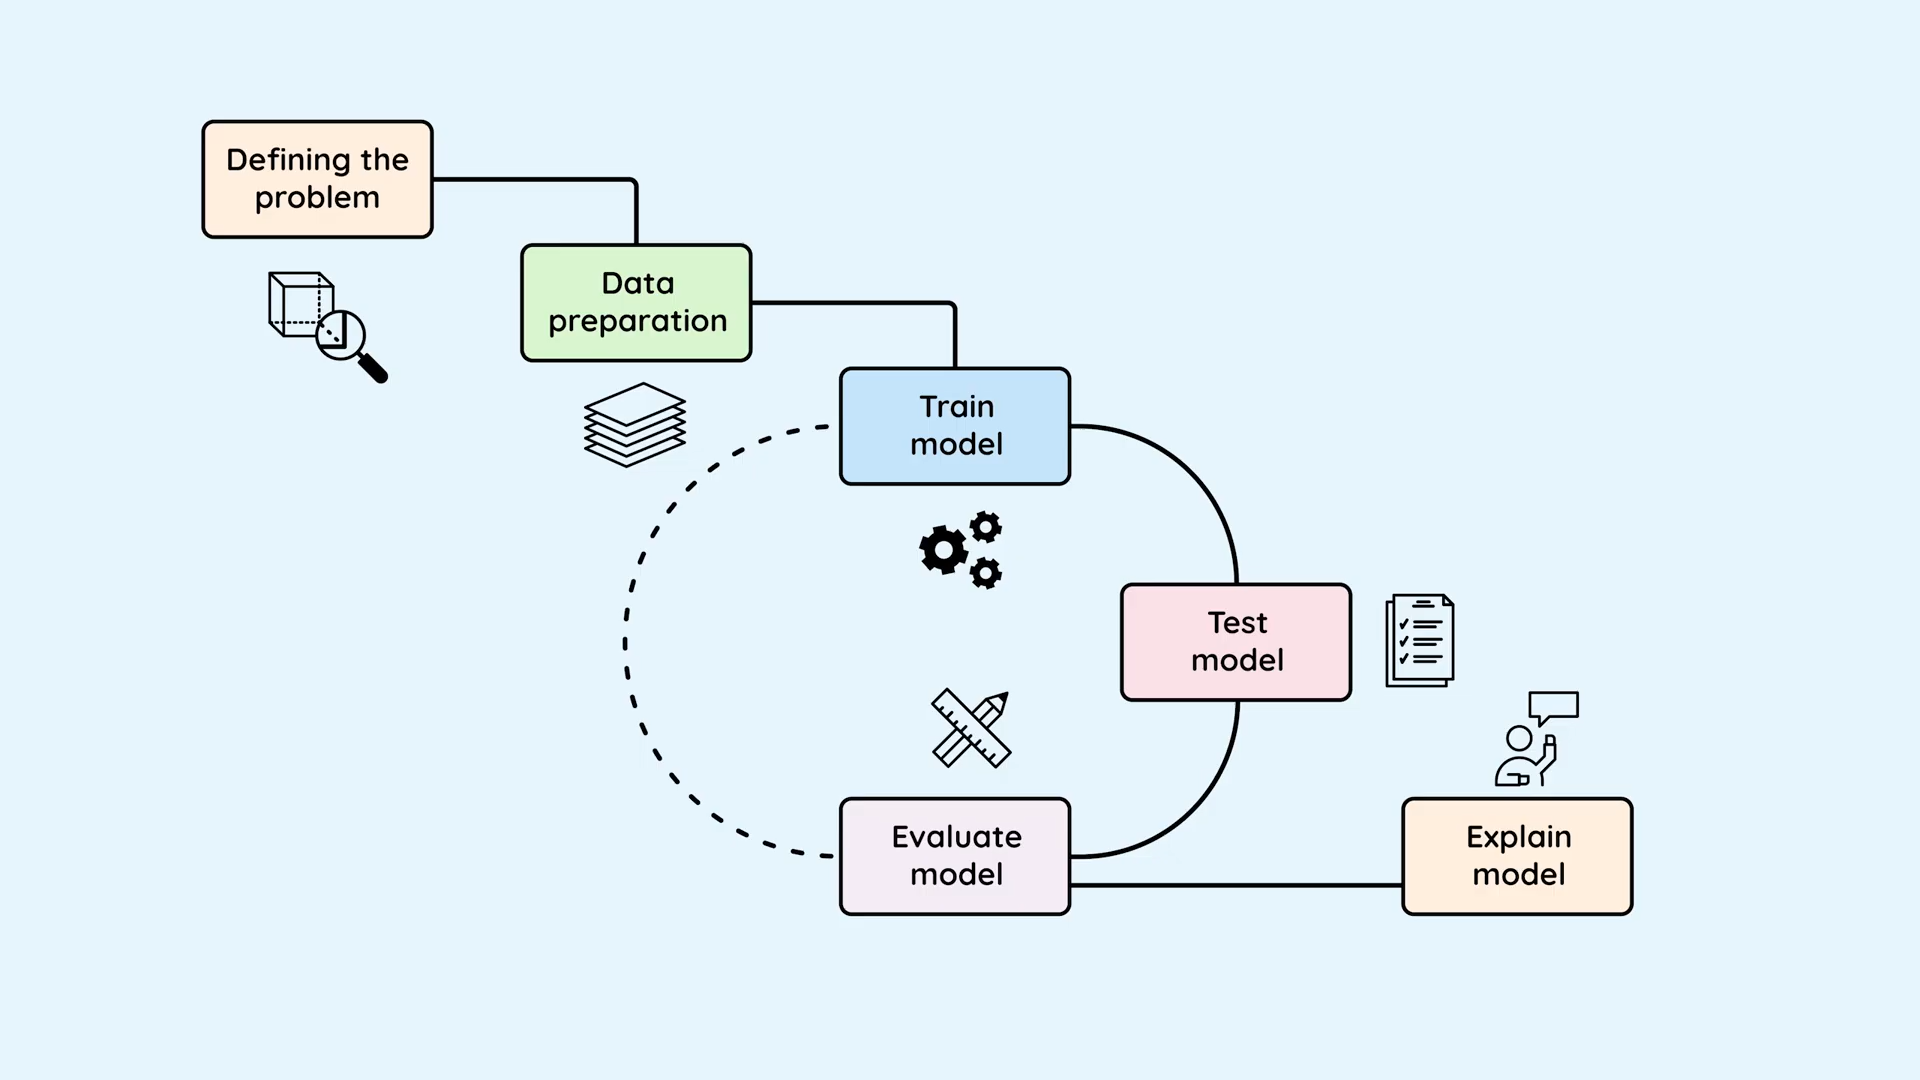 Defining the
problem
Data
preparation
Train
model
Test
model
Evaluate
model
Explain
model